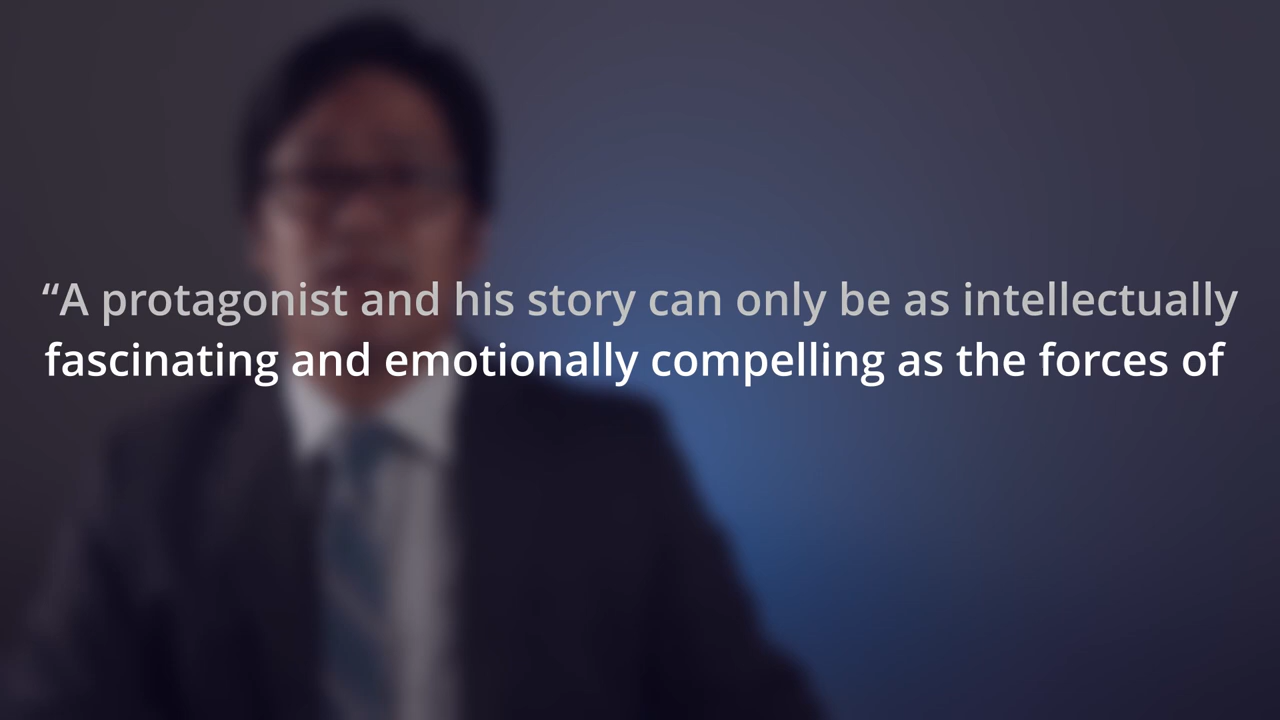 “A protagonist and his story can only be as intellectually
fascinating and emotionally compelling as the forces of